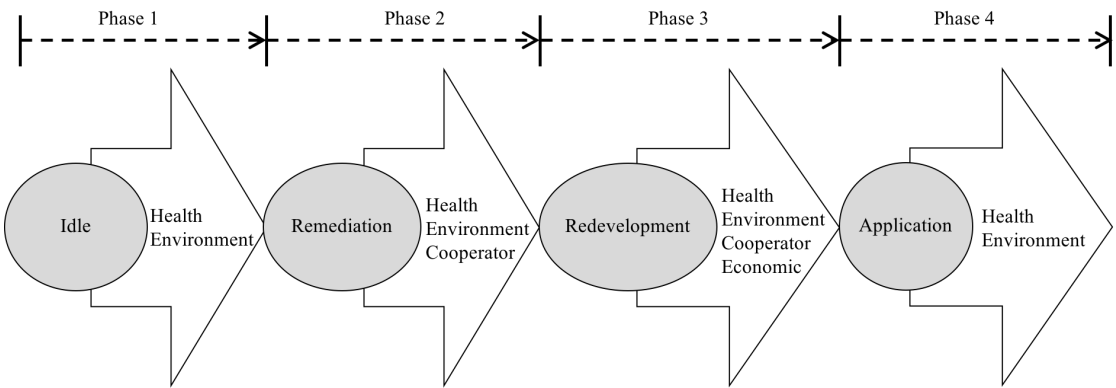 Phase 1
Phase 2
Phase 3
Phase 4
Idle
Health
Environment
Remediation
Health
Environment
Cooperator
Redevelopment
Health
Environment
Cooperator
Economic
Application
Health
Environment